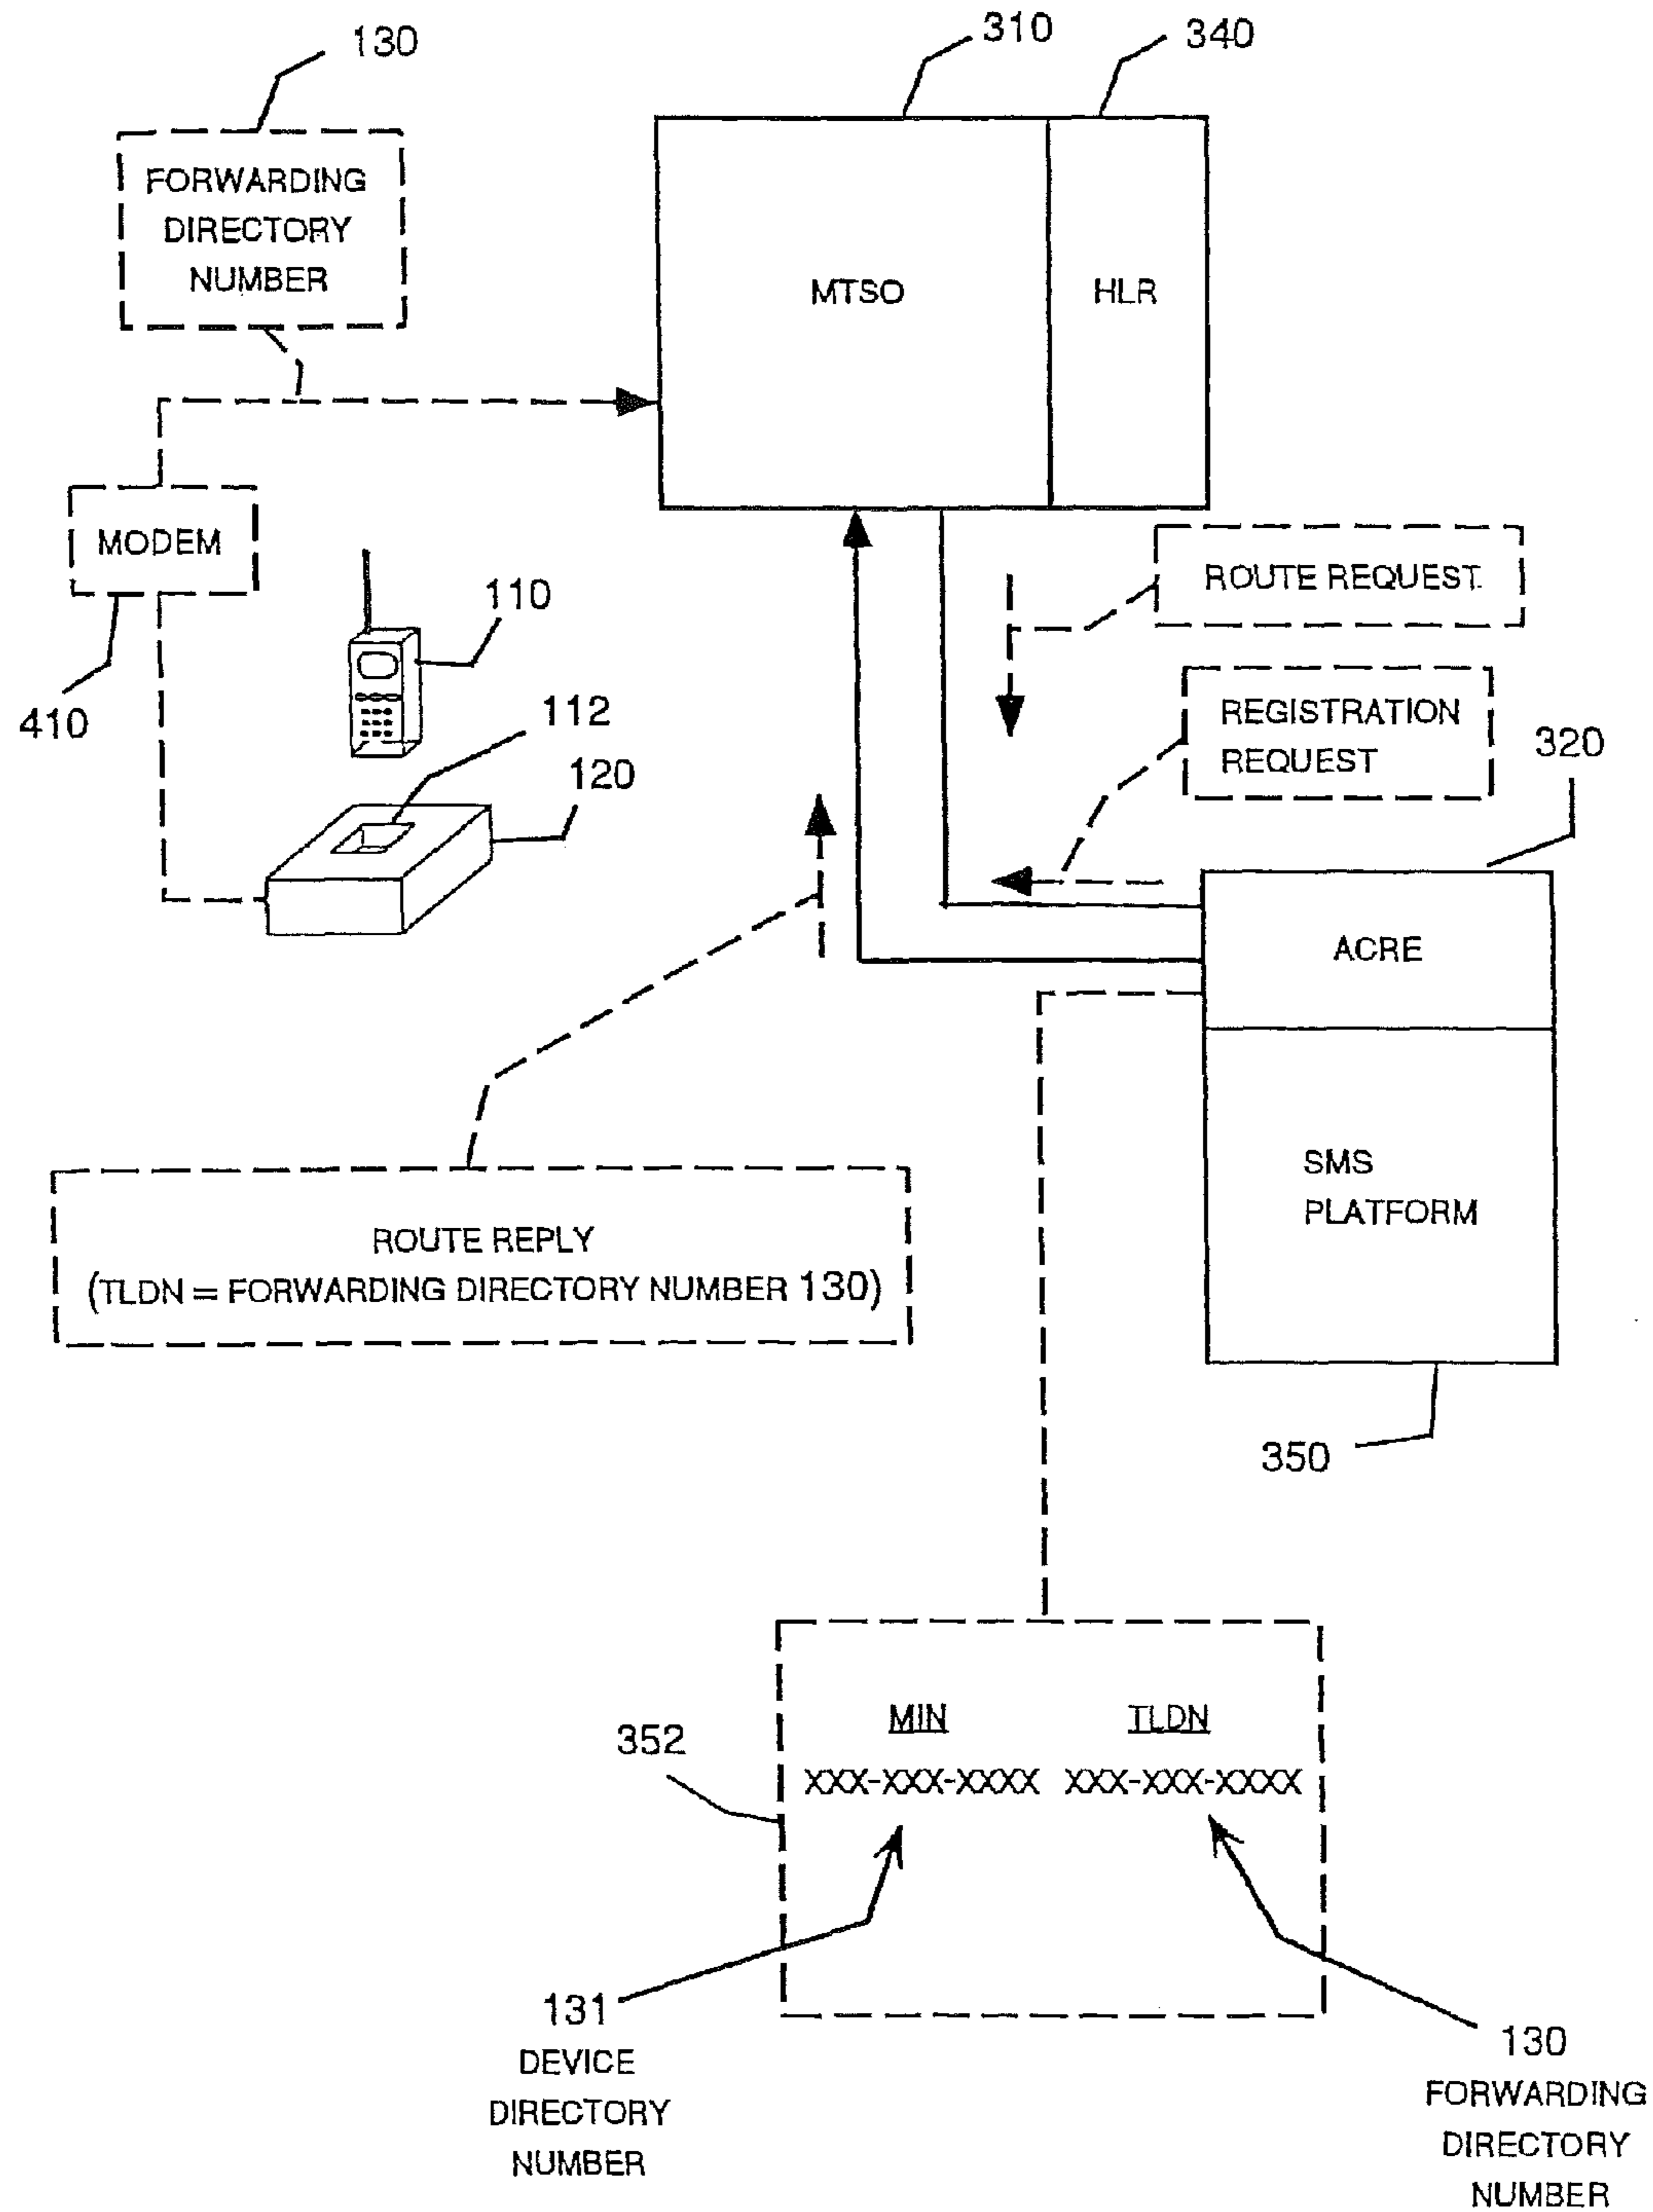 130
310
340
FORWARDING
DIRECTORY
NUMBER
MTSO
HLR
MODEM
410
110
112
120
ROUTE REQUEST
REGISTRATION
REQUEST
320
ACRE
SMS
PLATFORM
350
ROUTE REPLY
(TLDN = FORWARDING DIRECTORY NUMBER 130)
352
MIN TLDN
XXX-XXX-XXXX XXX-XXX-XXXX
131
DEVICE
DIRECTORY
NUMBER
130
FORWARDING
DIRECTORY
NUMBER